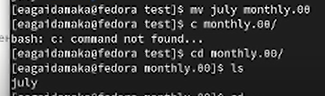 [eagaidamaka@fedora test]$ mv july monthly.00
[eagaidamaka@fedora test]$ c monthly.00/
bash: c: command not found...
[eagaidamaka@fedora test]$ cd monthly.00/
[eagaidamaka@fedora monthly.00]$ ls
july